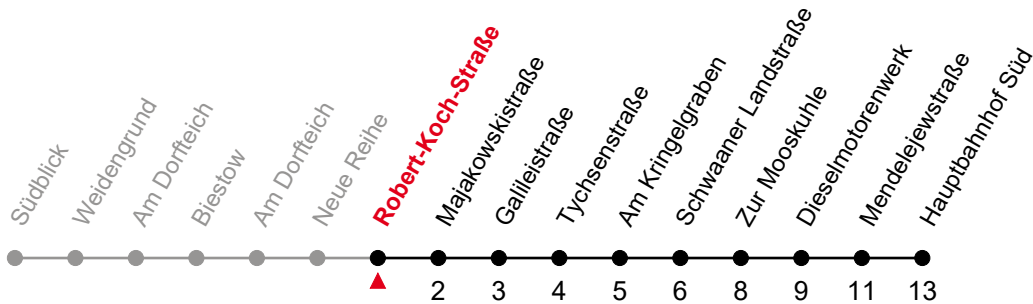 Südblick
Weidengrund
Am Dorfteich
Biestow
Am Dorfteich
Neue Reihe
Robert-Koch-Straße
Majakowskistraße
Galileistraße
Tychsenstraße
Am Kringelgraben
Schwaaner Landstraße
Zur Mooskuhle
Dieselmotorenwerk
Mendelejewstraße
Hauptbahnhof Süd
2 3 4 5 6 8 9 11 13